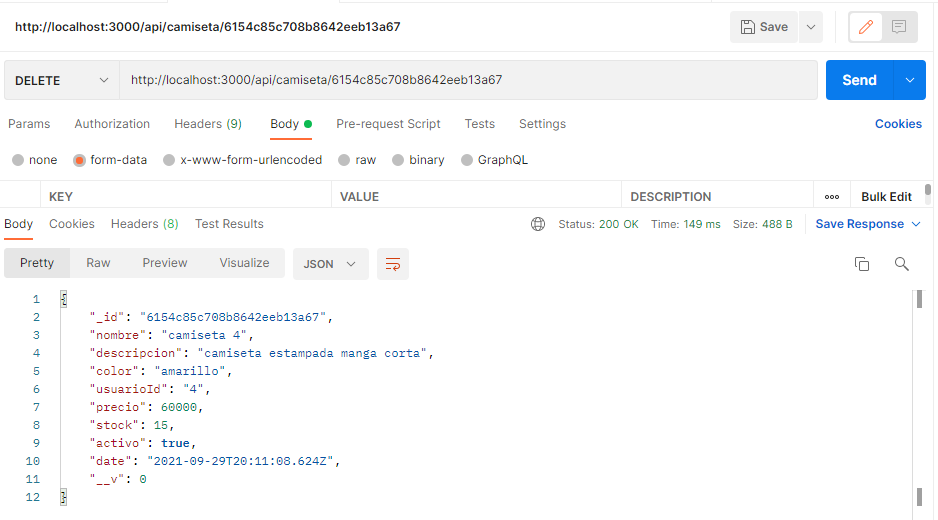 http://localhost:3000/api/camiseta/6154c85c708b8642eeb13a67 Save
DELETE http://localhost:3000/api/camiseta/6154c85c708b8642eeb13a67 Send
Params Authorization Headers (9) Body Pre-request Script Tests Settings Cookies
none form-data x-www-form-urlencoded raw binary GraphQL
KEY VALUE DESCRIPTION ooo Bulk Edit
Body Cookies Headers (8) Test Results Status: 200 OK Time: 149 ms Size: 488 B Save Response
Pretty Raw Preview Visualize JSON
1 {
2 "_id": "6154c85c708b8642eeb13a67",
3 "nombre": "camiseta 4",
4 "descripcion": "camiseta estampada manga corta",
5 "color": "amarillo",
6 "usuarioId": "4",
7 "precio": 60000,
8 "stock": 15,
9 "activo": true,
10 "date": "2021-09-29T20:11:08.624Z",
11 "__v": 0
12 }